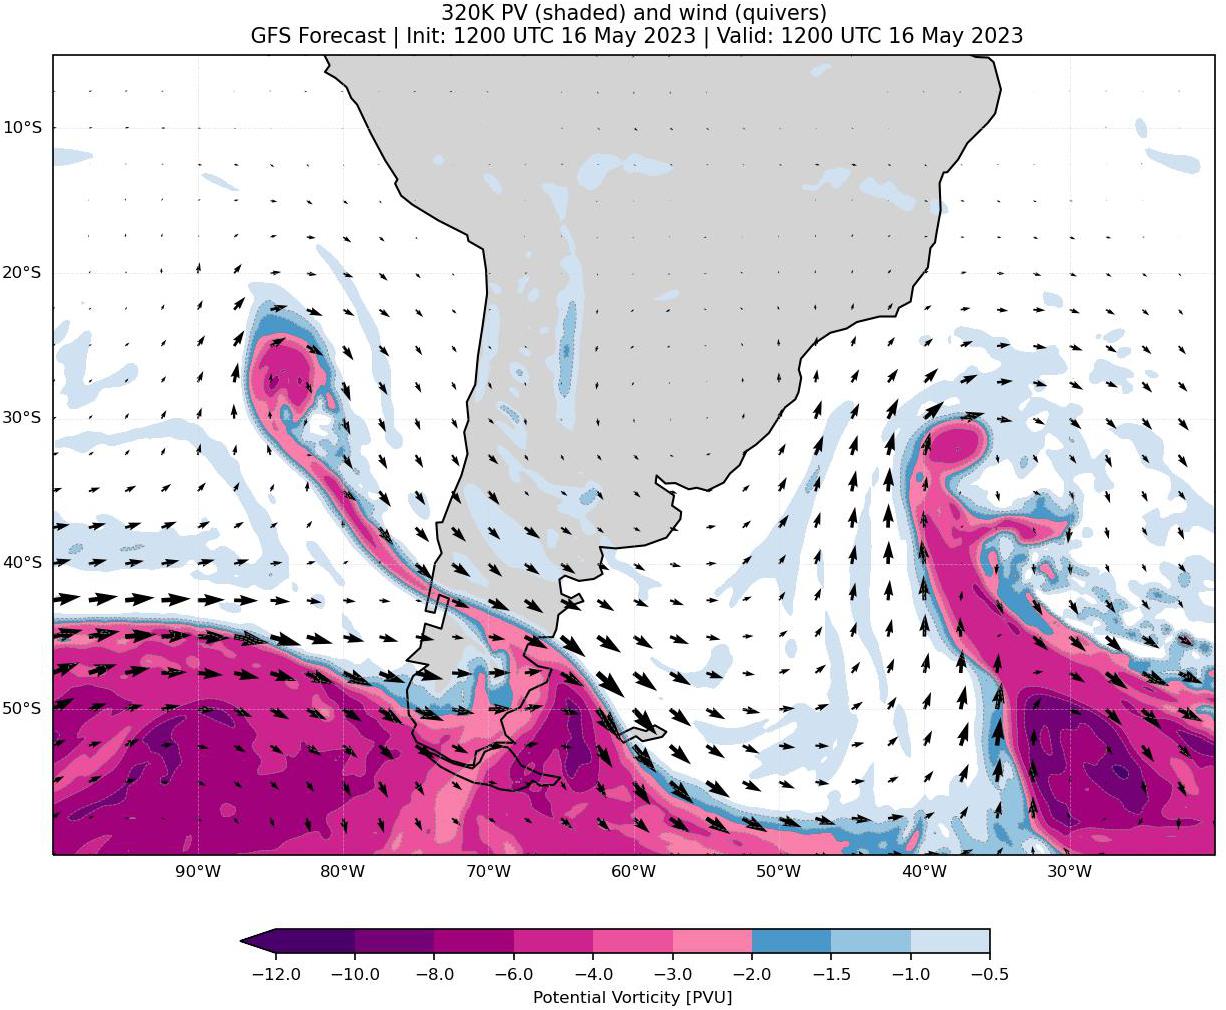 320K PV (shaded) and wind (quivers)
GFS Forecast | Init: 1200 UTC 16 May 2023 | Valid: 1200 UTC 16 May 2023
10°S
20°S
30°S
40°S
50°S
90°W 80°W 70°W 60°W 50°W 40°W 30°W
−12.0 −10.0 −8.0 −6.0 −4.0 −3.0 −2.0 −1.5 −1.0 −0.5
Potential Vorticity [PVU]